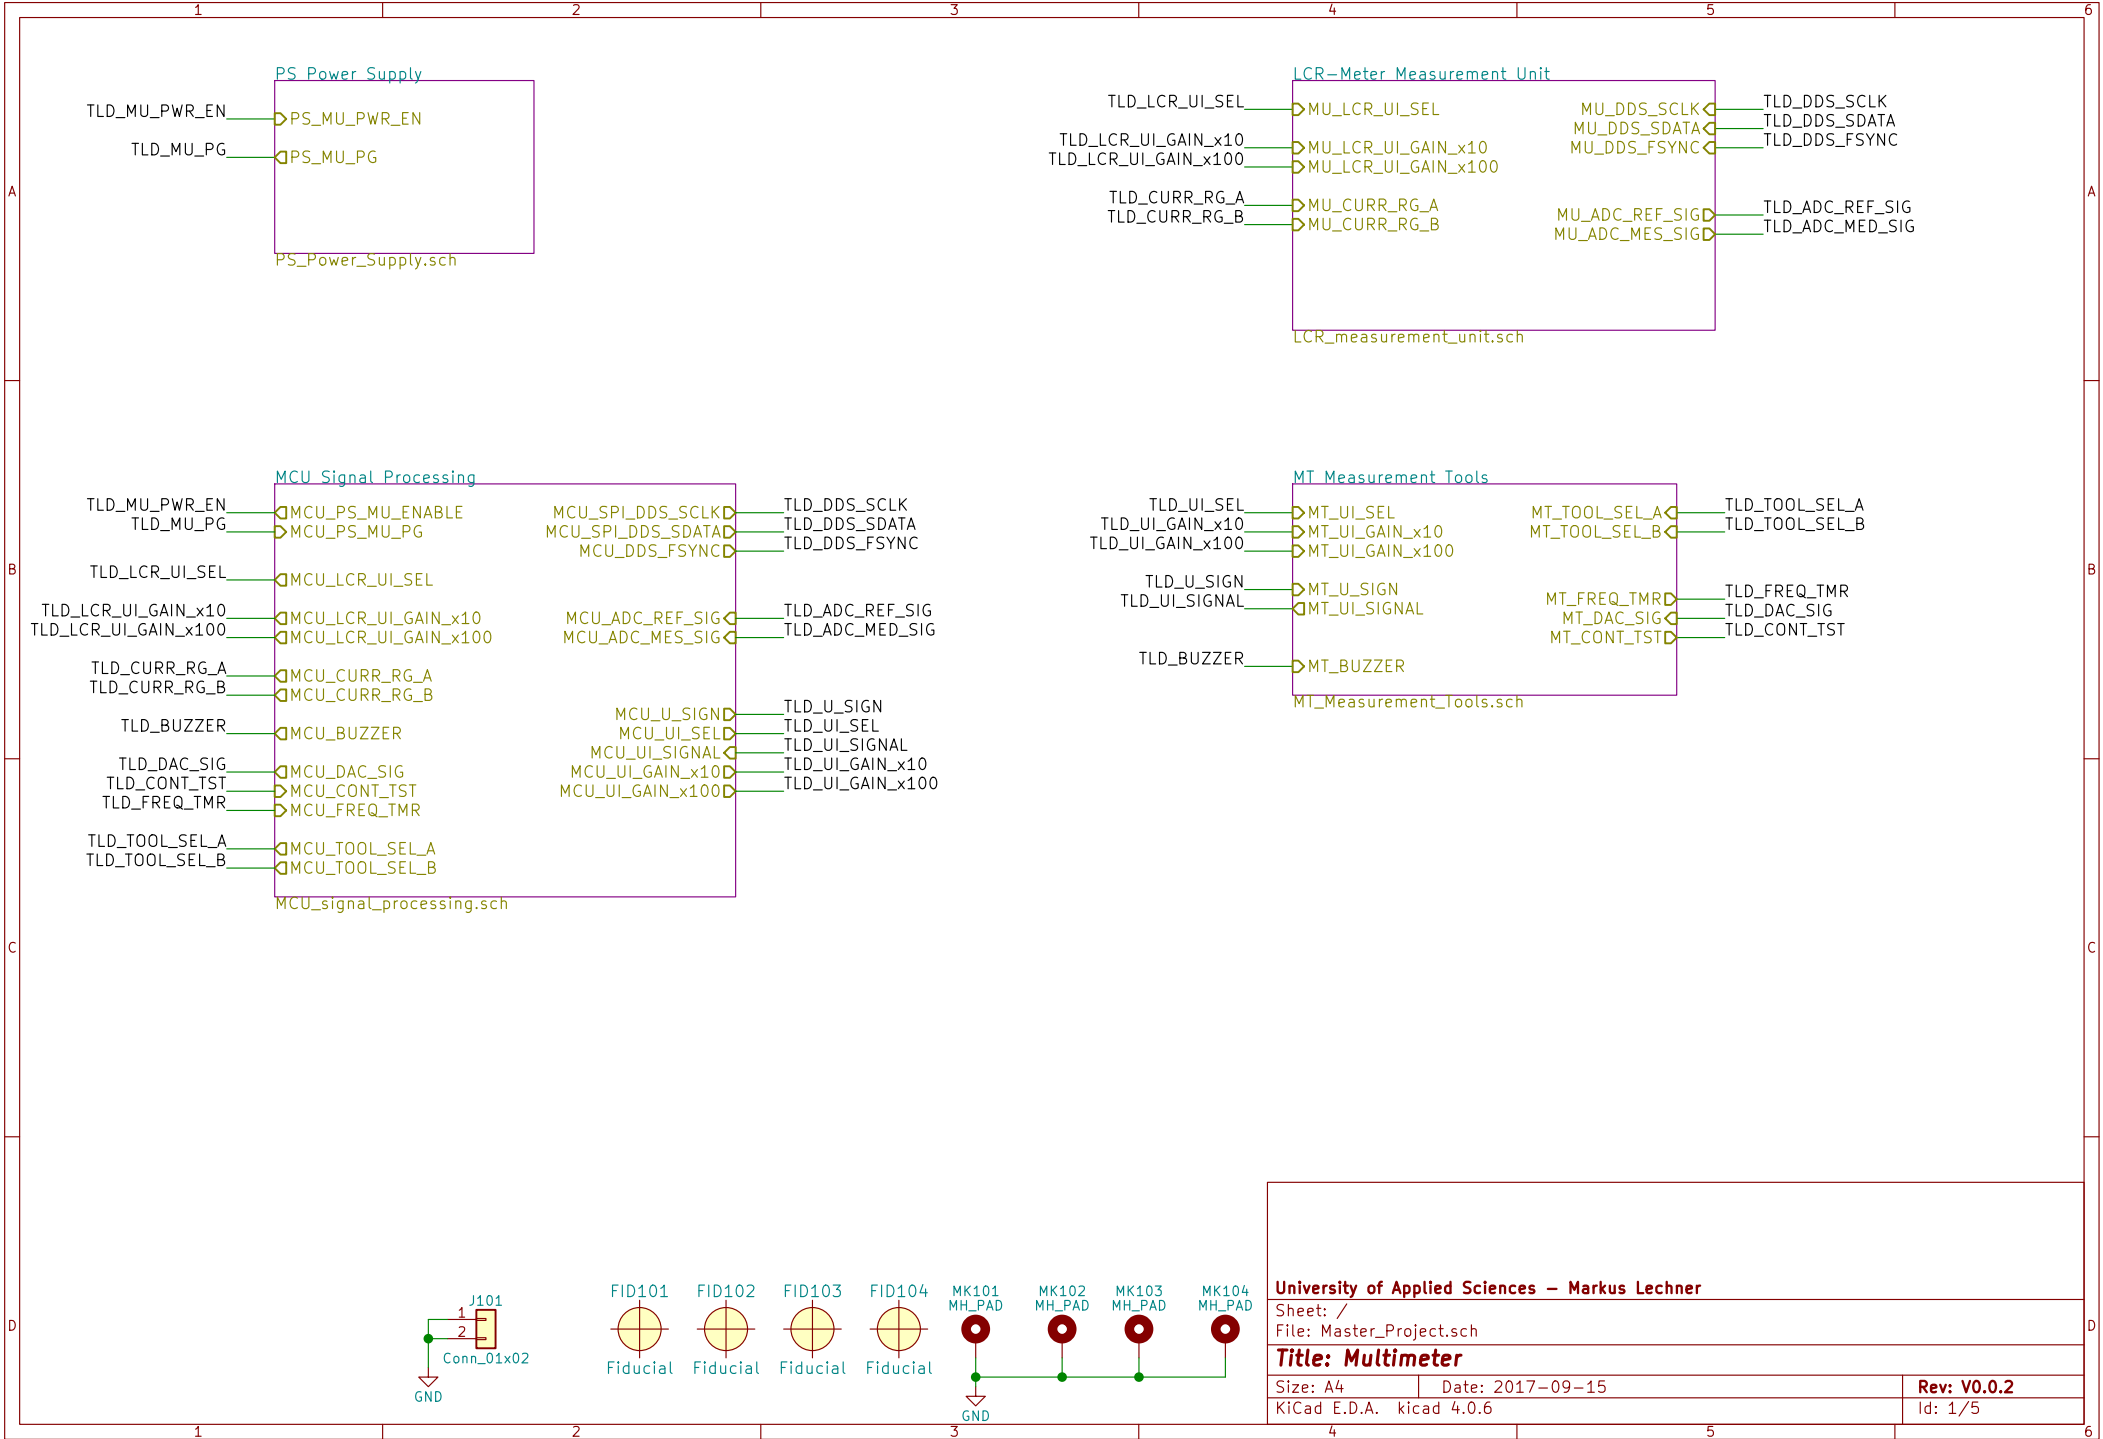 1 2 3 4 5 6
A
B
C
D
PS Power Supply
TLD_MU_PWR_EN PS_MU_PWR_EN
TLD_MU_PG PS_MU_PG
PS_Power_Supply.sch
LCR-Meter Measurement Unit
TLD_LCR_UI_SEL MU_LCR_UI_SEL MU_DDS_SCLK TLD_DDS_SCLK
MU_DDS_SDATA TLD_DDS_SDATA
TLD_LCR_UI_GAIN_x10 MU_LCR_UI_GAIN_x10 MU_DDS_FSYNC TLD_DDS_FSYNC
TLD_LCR_UI_GAIN_x100 MU_LCR_UI_GAIN_x100
TLD_CURR_RG_A MU_CURR_RG_A
MU_ADC_REF_SIG TLD_ADC_REF_SIG
TLD_CURR_RG_B MU_CURR_RG_B
MU_ADC_MES_SIG TLD_ADC_MED_SIG
LCR_measurement_unit.sch
MCU Signal Processing
TLD_MU_PWR_EN MCU_PS_MU_ENABLE MCU_SPI_DDS_SCLK TLD_DDS_SCLK
TLD_MU_PG MCU_PS_MU_PG MCU_SPI_DDS_SDATA TLD_DDS_SDATA
MCU_DDS_FSYNC TLD_DDS_FSYNC
TLD_LCR_UI_SEL MCU_LCR_UI_SEL
TLD_LCR_UI_GAIN_x10 MCU_LCR_UI_GAIN_x10 MCU_ADC_REF_SIG TLD_ADC_REF_SIG
TLD_LCR_UI_GAIN_x100 MCU_LCR_UI_GAIN_x100 MCU_ADC_MES_SIG TLD_ADC_MED_SIG
TLD_CURR_RG_A MCU_CURR_RG_A
TLD_CURR_RG_B MCU_CURR_RG_B
MCU_U_SIGN TLD_U_SIGN
TLD_BUZZER MCU_BUZZER MCU_UI_SEL TLD_UI_SEL
MCU_UI_SIGNAL TLD_UI_SIGNAL
TLD_DAC_SIG MCU_DAC_SIG MCU_UI_GAIN_x10 TLD_UI_GAIN_x10
TLD_CONT_TST MCU_CONT_TST MCU_UI_GAIN_x100 TLD_UI_GAIN_x100
TLD_FREQ_TMR MCU_FREQ_TMR
TLD_TOOL_SEL_A MCU_TOOL_SEL_A
TLD_TOOL_SEL_B MCU_TOOL_SEL_B
MCU_signal_processing.sch
MT Measurement Tools
TLD_UI_SEL MT_UI_SEL MT_TOOL_SEL_A TLD_TOOL_SEL_A
TLD_UI_GAIN_x10 MT_UI_GAIN_x10 MT_TOOL_SEL_B TLD_TOOL_SEL_B
TLD_UI_GAIN_x100 MT_UI_GAIN_x100
TLD_U_SIGN MT_U_SIGN MT_FREQ_TMR TLD_FREQ_TMR
TLD_UI_SIGNAL MT_UI_SIGNAL MT_DAC_SIG TLD_DAC_SIG
MT_CONT_TST TLD_CONT_TST
TLD_BUZZER MT_BUZZER
MT_Measurement_Tools.sch
J101
1
2
Conn_01x02
GND
FID101 FID102 FID103 FID104
Fiducial Fiducial Fiducial Fiducial
MK101 MK102 MK103 MK104
MH_PAD MH_PAD MH_PAD MH_PAD
GND
University of Applied Sciences – Markus Lechner
Sheet: /
File: Master_Project.sch
Title: Multimeter
Size: A4 Date: 2017-09-15 Rev: V0.0.2
KiCad E.D.A. kicad 4.0.6 Id: 1/5
A
B
C
D
1 2 3 4 5 6